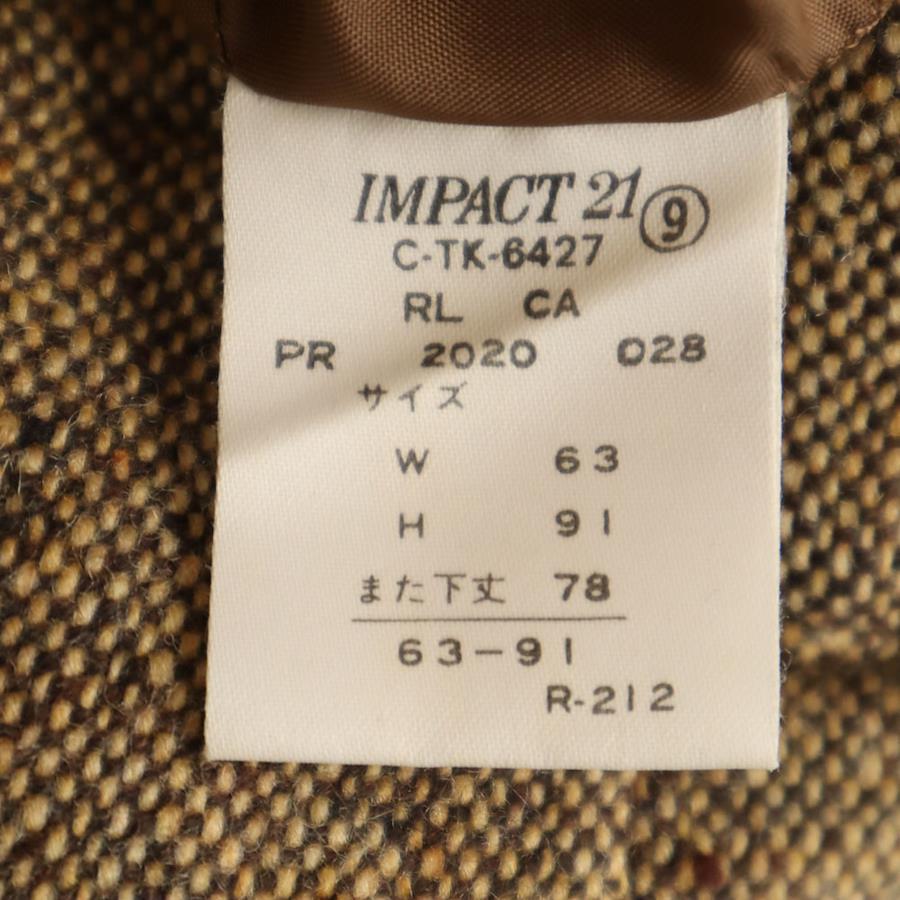 IMPACT 21 ⑨
C-TK-6427
RL CA
PR 2020 028
サイズ
W 63
H 91
また下丈 78
63-91
R-212